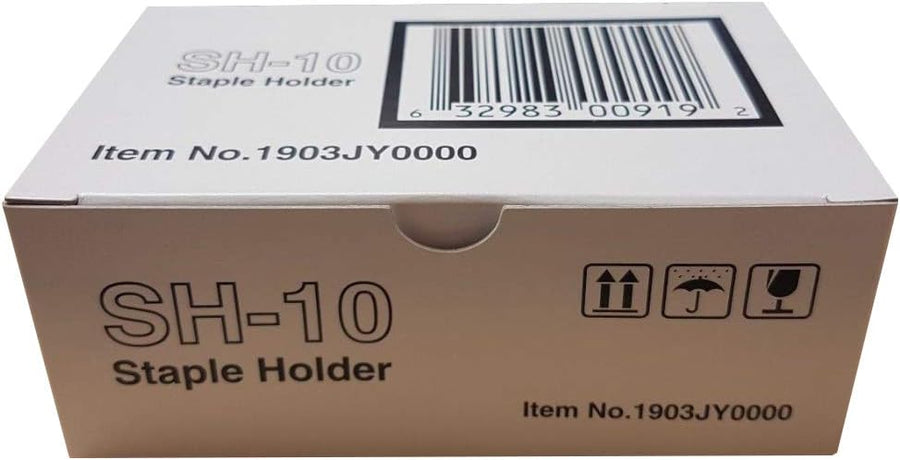 SH-10
Staple Holder
6 32983 00919 2
Item No.1903JY0000
SH-10
Staple Holder
Item No.1903JY0000